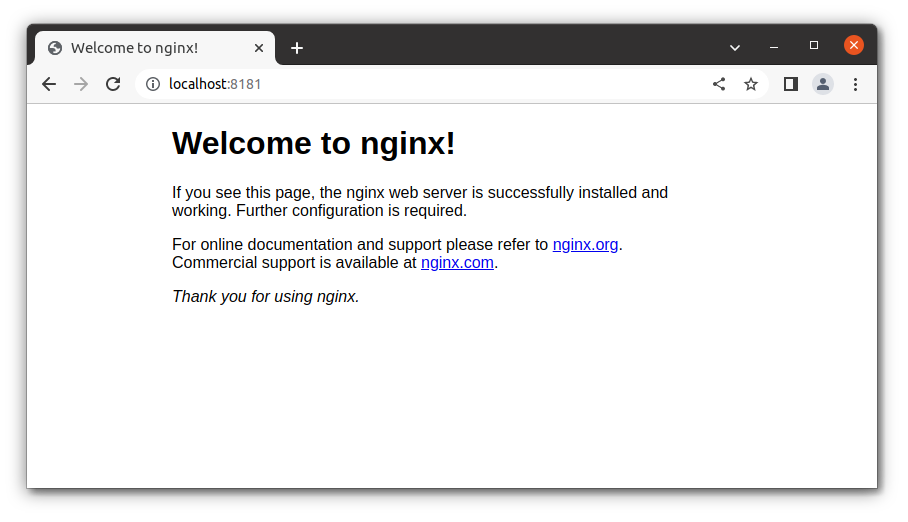 Welcome to nginx!
localhost:8181
Welcome to nginx!
If you see this page, the nginx web server is successfully installed and
working. Further configuration is required.
For online documentation and support please refer to nginx.org.
Commercial support is available at nginx.com.
Thank you for using nginx.